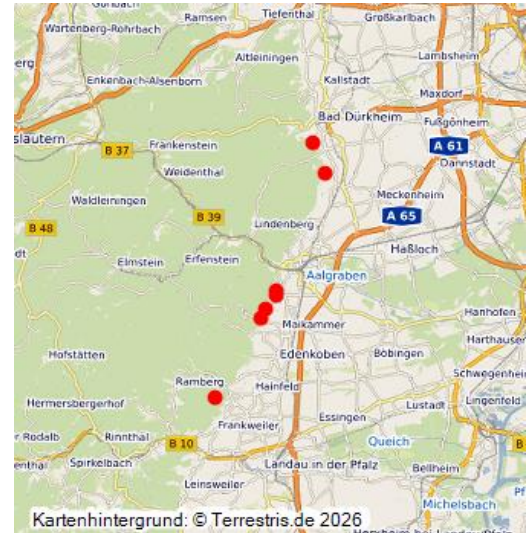 Ramsen
Tiefenthal
Großkarlbach
Wartenberg-Rohrbach
Altleiningen
Lambsheim
Enkenbach-Alsenborn
Kallstadt
Maxdorf
Bad Dürkheim
Fußgönheim
slautern
Frankenstein
A 61
B 37
Dannstadt
Weidenthal
Meckenheim
Waldleiningen
B 39
A 65
B 48
Lindenberg
Haßloch
Elmstein
Erfenstein
Aalgraben
Hanhofen
Maikammer
Harthausen
Hofstätten
Edenkoben
Böbingen
Schwegenheim
Ramberg
Hainfeld
Hermersbergerhof
Lustadt
Lingenfeld
Essingen
Frankweiler
er Rodalb
Rinnthal
B 10
Queich
B
enthal
Spirkelbach
Landau in der Pfalz
Bellheim
Leinsweiler
Michelsbach
Kartenhintergrund: © Terrestris.de 2026